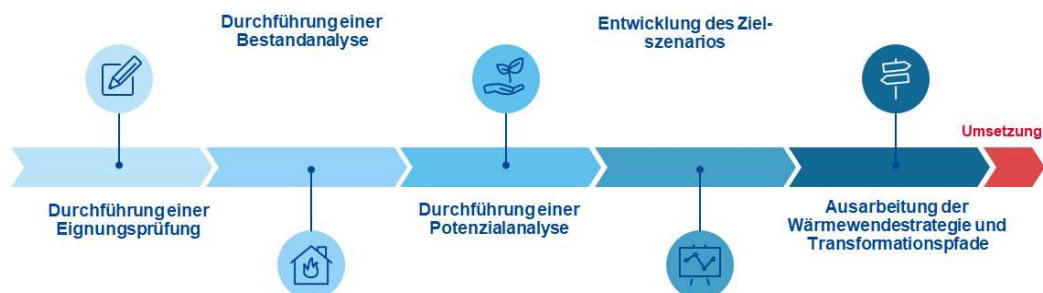 Durchführung einer
Bestandanalyse
Entwicklung des Ziel-
szenarios
Umsetzung
Durchführung einer
Eignungsprüfung
Durchführung einer
Potenzialanalyse
Ausarbeitung der
Wärmewendestrategie und
Transformationspfade